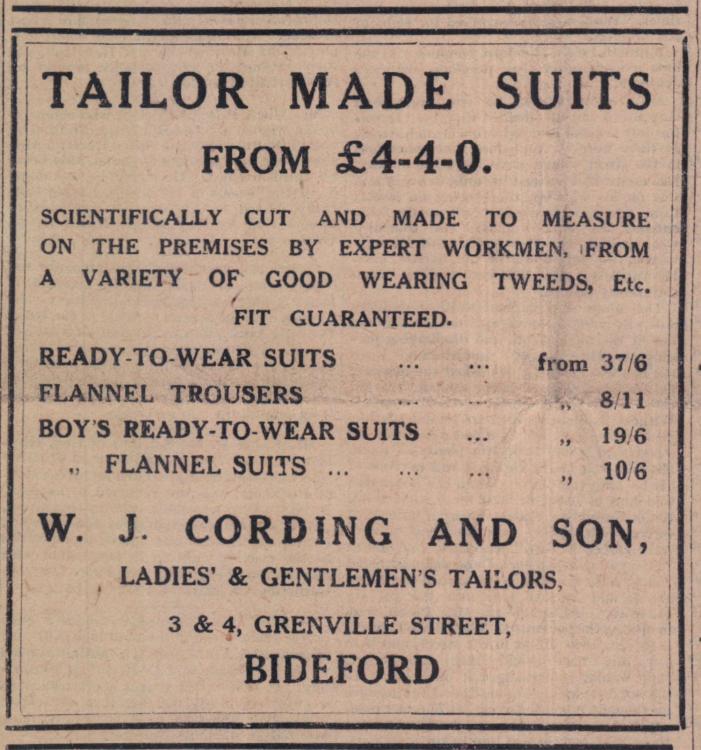 TAILOR MADE SUITS
FROM £4-4-0.
SCIENTIFICALLY CUT AND MADE TO MEASURE
ON THE PREMISES BY EXPERT WORKMEN, FROM
A VARIETY OF GOOD WEARING TWEEDS, Etc.
FIT GUARANTEED.
READY-TO-WEAR SUITS ... ... from 37/6
FLANNEL TROUSERS ... ... „ 8/11
BOY'S READY-TO-WEAR SUITS ... „ 19/6
„ FLANNEL SUITS ... ... ... „ 10/6
W. J. CORDING AND SON,
LADIES' & GENTLEMEN'S TAILORS,
3 & 4, GRENVILLE STREET,
BIDEFORD